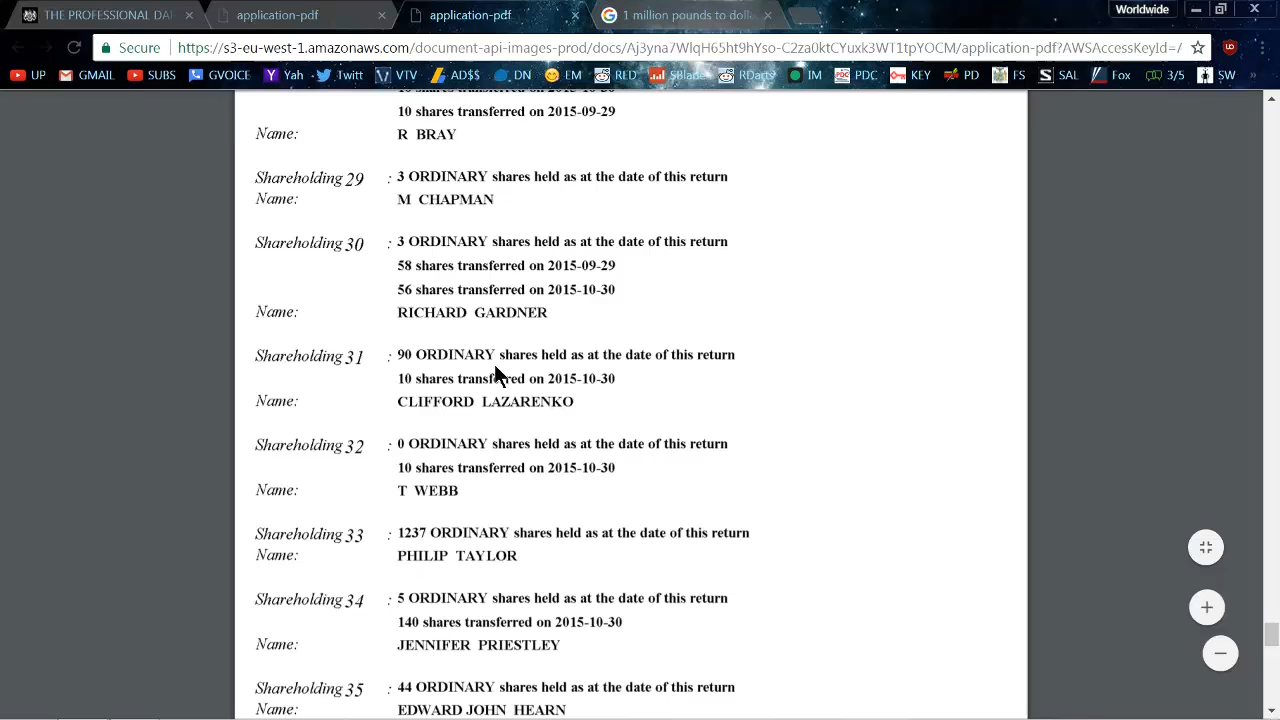 THE PROFESSIONAL DA
application-pdf
application-pdf
1 million pounds to doll
Worldwide
Secure https://s3-eu-west-1.amazonaws.com/document-api-images-prod/docs/Aj3yna7WlqH65ht9hYso-C2za0ktCYuxk3WT1tpYOCM/application-pdf?AWSAccessKeyId=
UP GMAIL SUBS GVOICE Yah Twitt VTV AD$$ DN EM RED SBlade RDarty IM PDC KEY PD FS SAL Fox 3/5 SW »
10 shares transferred on 2015-09-29
Name: R BRAY
Shareholding 29 : 3 ORDINARY shares held as at the date of this return
Name: M CHAPMAN
Shareholding 30 : 3 ORDINARY shares held as at the date of this return
58 shares transferred on 2015-09-29
56 shares transferred on 2015-10-30
Name: RICHARD GARDNER
Shareholding 31 : 90 ORDINARY shares held as at the date of this return
10 shares transferred on 2015-10-30
Name: CLIFFORD LAZARENKO
Shareholding 32 : 0 ORDINARY shares held as at the date of this return
10 shares transferred on 2015-10-30
Name: T WEBB
Shareholding 33 : 1237 ORDINARY shares held as at the date of this return
Name: PHILIP TAYLOR
Shareholding 34 : 5 ORDINARY shares held as at the date of this return
140 shares transferred on 2015-10-30
Name: JENNIFER PRIESTLEY
Shareholding 35 : 44 ORDINARY shares held as at the date of this return
Name: EDWARD JOHN HEARN